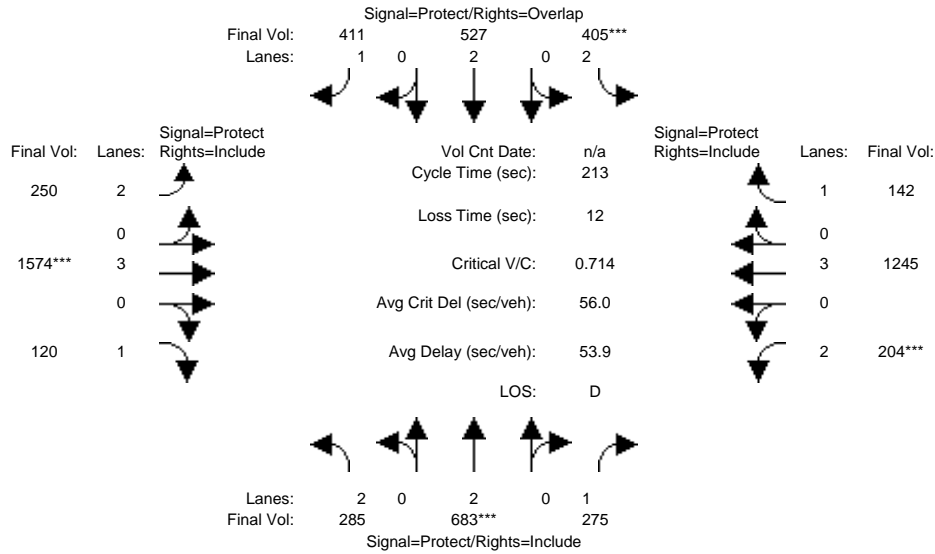 Signal=Protect/Rights=Overlap
Final Vol: 411 527 405***
Lanes: 1 0 2 0 2
Signal=Protect Signal=Protect
Final Vol: Lanes: Rights=Include Vol Cnt Date: n/a Rights=Include Lanes: Final Vol:
Cycle Time (sec): 213
250 2 1 142
Loss Time (sec): 12
0 0
1574*** 3 Critical V/C: 0.714 3 1245
0 Avg Crit Del (sec/veh): 56.0 0
120 1 Avg Delay (sec/veh): 53.9 2 204***
LOS: D
Lanes: 2 0 2 0 1
Final Vol: 285 683*** 275
Signal=Protect/Rights=Include